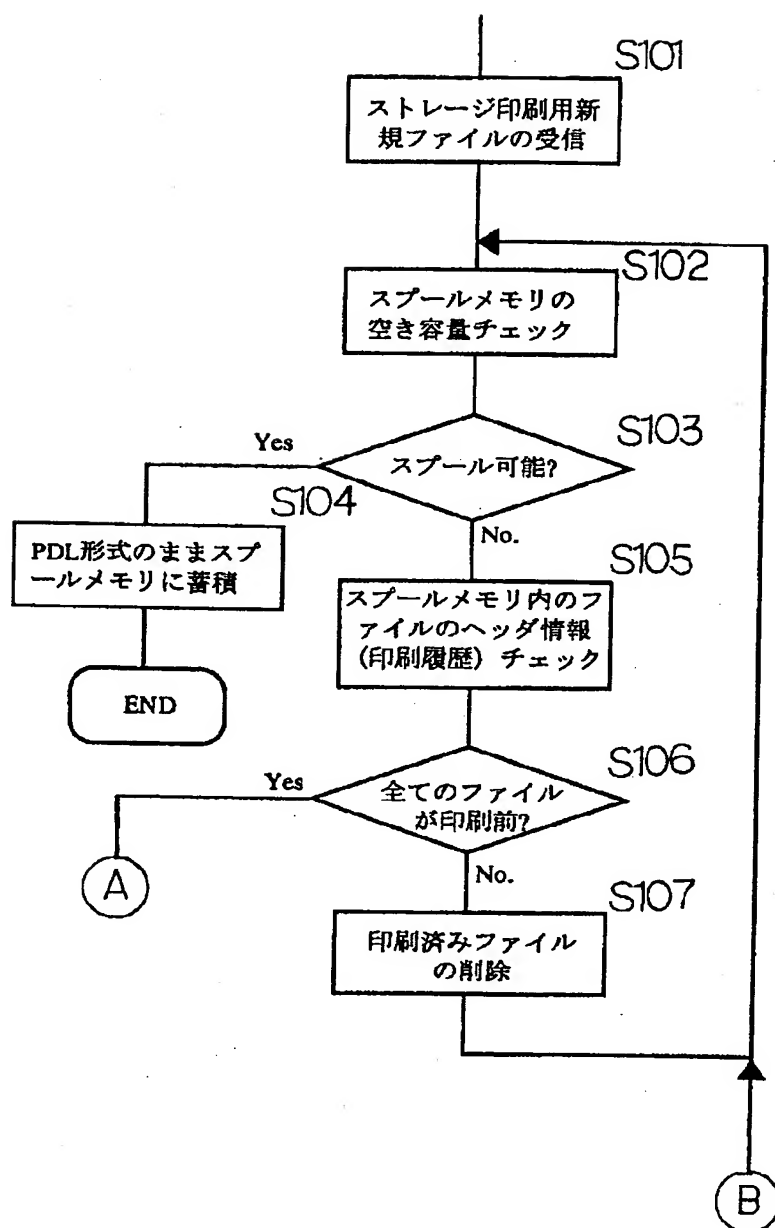 S101
ストレージ印刷用新
規ファイルの受信
S102
スプールメモリの
空き容量チェック
S103
Yes
スプール可能?
S104
No.
PDL形式のままスプ
ールメモリに蓄積
S105
スプールメモリ内のフ
ァイルのヘッダ情報
(印刷履歴) チェック
END
S106
Yes
全てのファイル
が印刷前?
A
No.
S107
印刷済みファイル
の削除
B